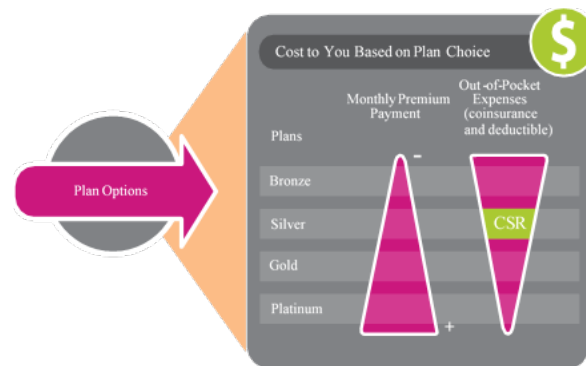 $
Cost to You Based on Plan Choice
Out-of-Pocket
Monthly Premium Expenses
Payment (coinsurance
and deductible)
Plans
-
Bronze
Plan Options
Silver CSR
Gold
Platinum
+